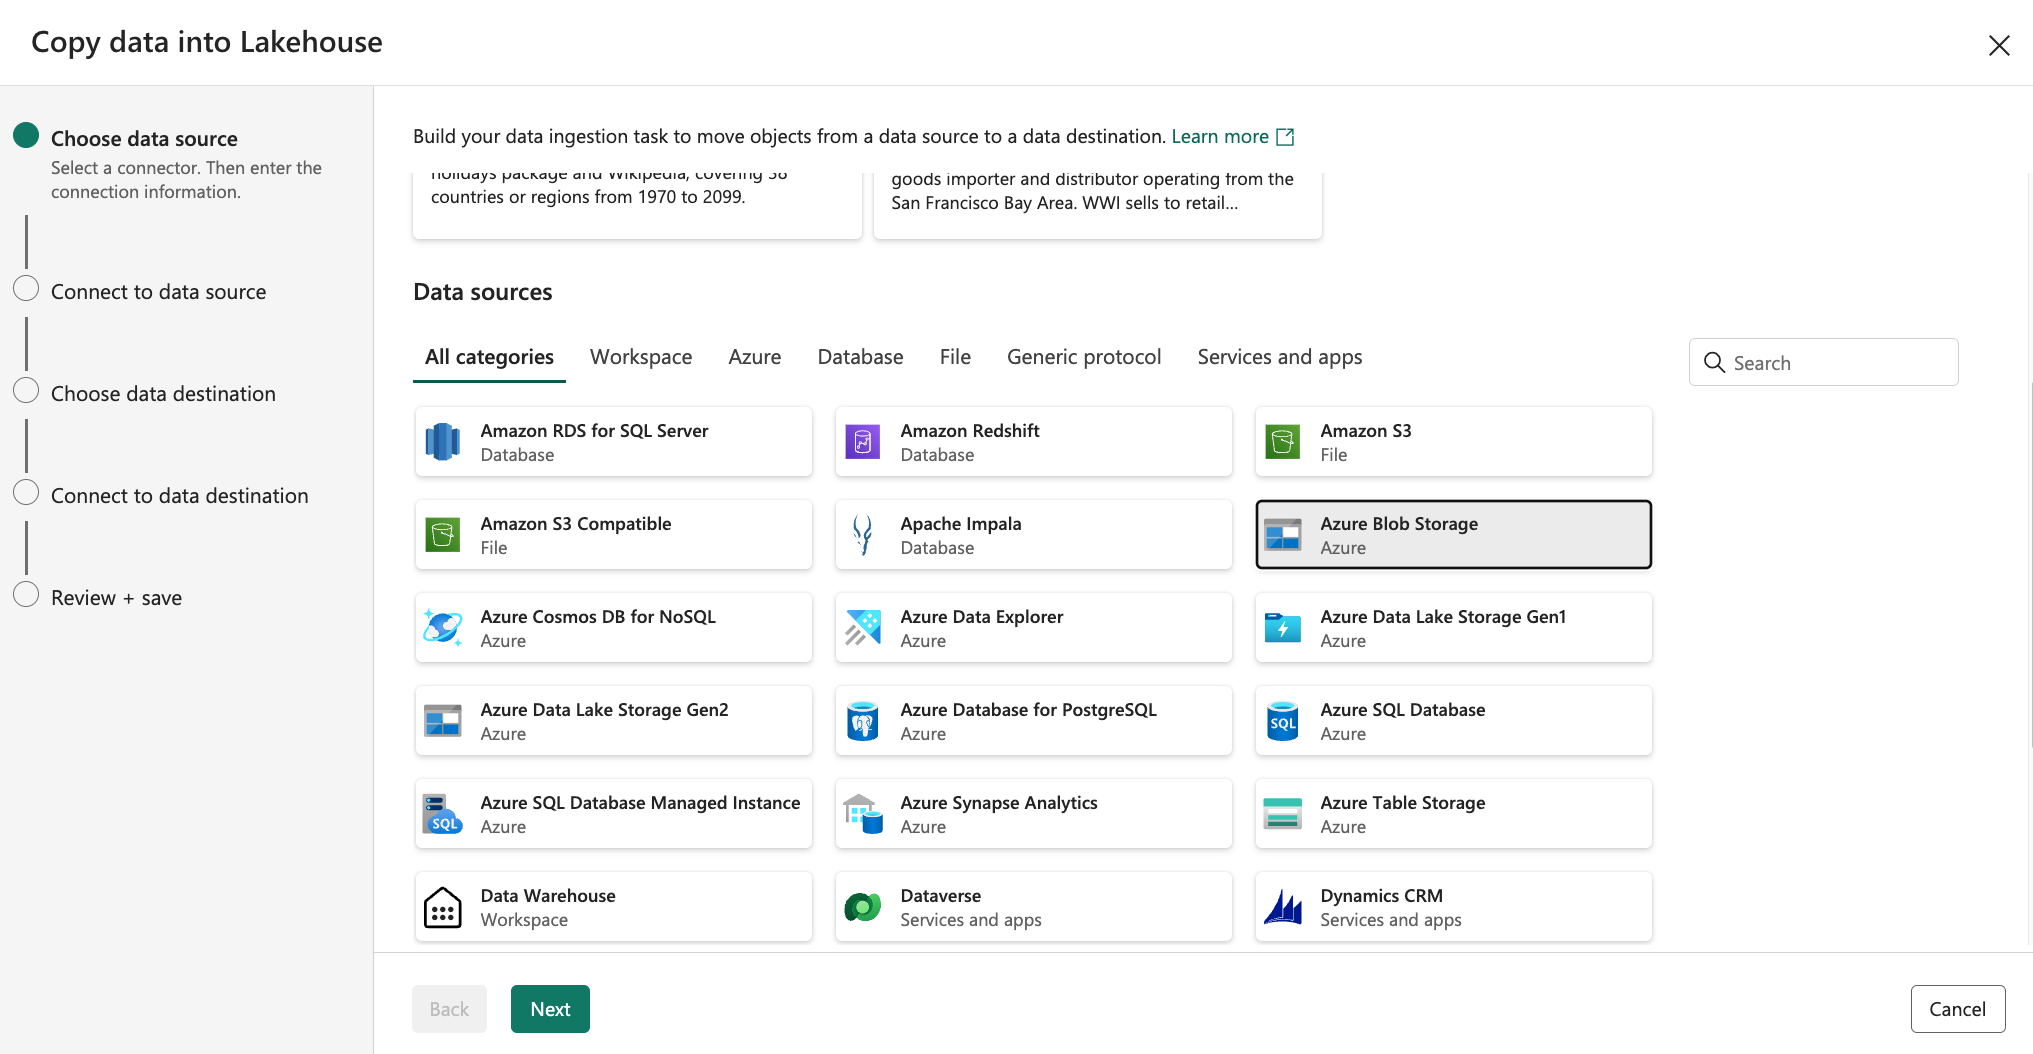 Copy data into Lakehouse
Choose data source
Select a connector. Then enter the
connection information.
Connect to data source
Choose data destination
Connect to data destination
Review + save
Build your data ingestion task to move objects from a data source to a data destination. Learn more
holidays package and Wikipedia, covering 38
countries or regions from 1970 to 2099.
goods importer and distributor operating from the
San Francisco Bay Area. WWI sells to retail...
Data sources
All categories Workspace Azure Database File Generic protocol Services and apps
Search
Amazon RDS for SQL Server
Database
Amazon Redshift
Database
Amazon S3
File
Amazon S3 Compatible
File
Apache Impala
Database
Azure Blob Storage
Azure
Azure Cosmos DB for NoSQL
Azure
Azure Data Explorer
Azure
Azure Data Lake Storage Gen1
Azure
Azure Data Lake Storage Gen2
Azure
Azure Database for PostgreSQL
Azure
SQL
Azure SQL Database
Azure
SQL
Azure SQL Database Managed Instance
Azure
Azure Synapse Analytics
Azure
Azure Table Storage
Azure
Data Warehouse
Workspace
Dataverse
Services and apps
Dynamics CRM
Services and apps
Back
Next
Cancel